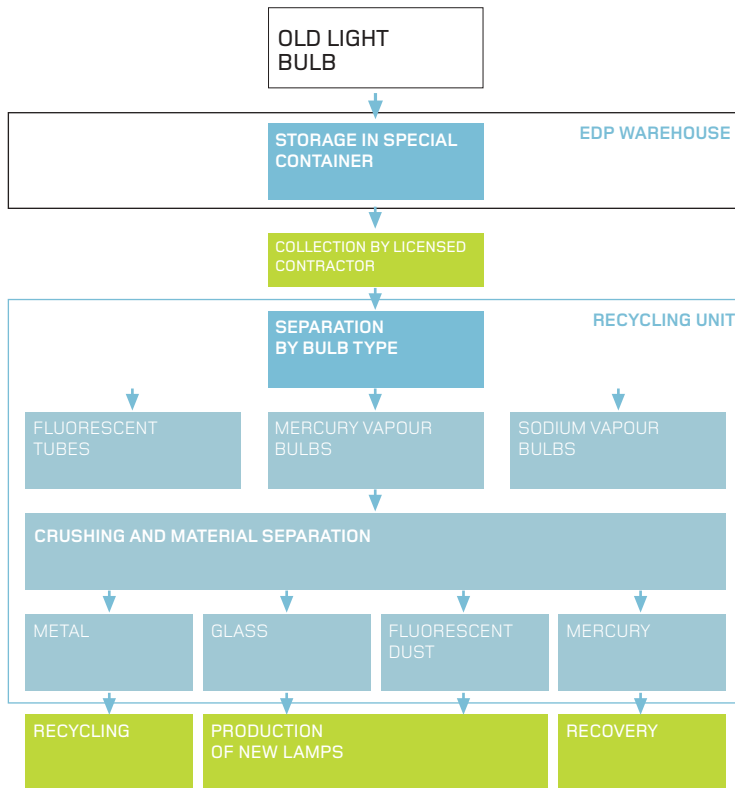 OLD LIGHT
BULB
STORAGE IN SPECIAL
CONTAINER
EDP WAREHOUSE
COLLECTION BY LICENSED
CONTRACTOR
SEPARATION
BY BULB TYPE
RECYCLING UNIT
FLUORESCENT
TUBES
MERCURY VAPOUR
BULBS
SODIUM VAPOUR
BULBS
CRUSHING AND MATERIAL SEPARATION
METAL
GLASS
FLUORESCENT
DUST
MERCURY
RECYCLING
PRODUCTION
OF NEW LAMPS
RECOVERY